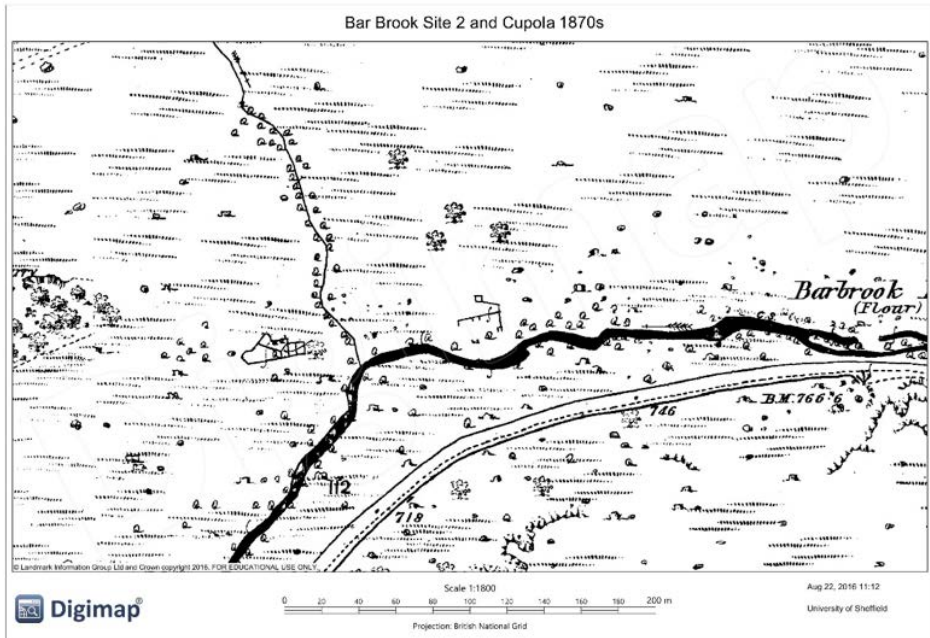 Bar Brook Site 2 and Cupola 1870s
Barbrook
(Flour)
B.M. 766·6
746
112
718
© Landmark Information Group Ltd and Crown copyright 2016. FOR EDUCATIONAL USE ONLY.
Digimap®
Scale 1:1800
0 20 40 60 80 100 120 140 160 180 200 m
Projection: British National Grid
Aug 22, 2016 11:12
University of Sheffield